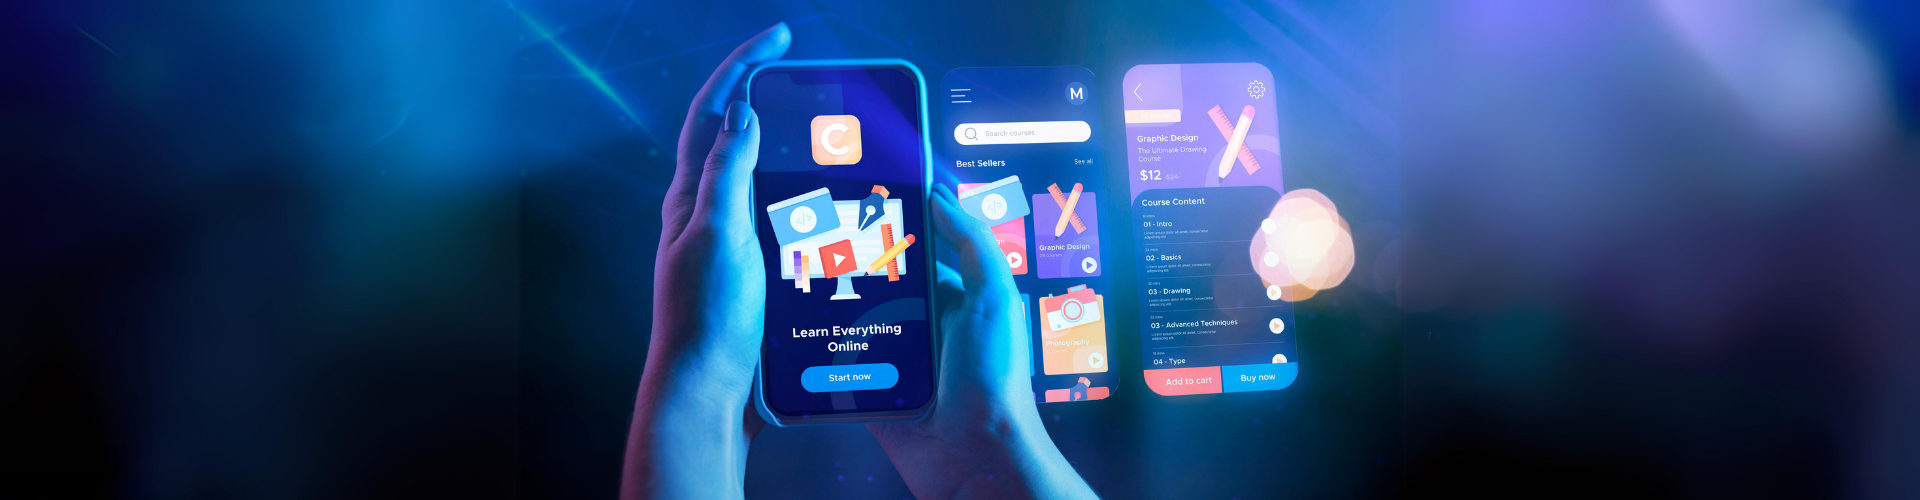 C
Learn Everything
Online
Start now
M
Search courses
Best Sellers
See all
Graphic Design
Photography
Graphic Design
The Ultimate Drawing
Course
$12 $24
Course Content
01 - Intro
02 - Basics
03 - Drawing
03 - Advanced Techniques
04 - Type
Add to cart
Buy now